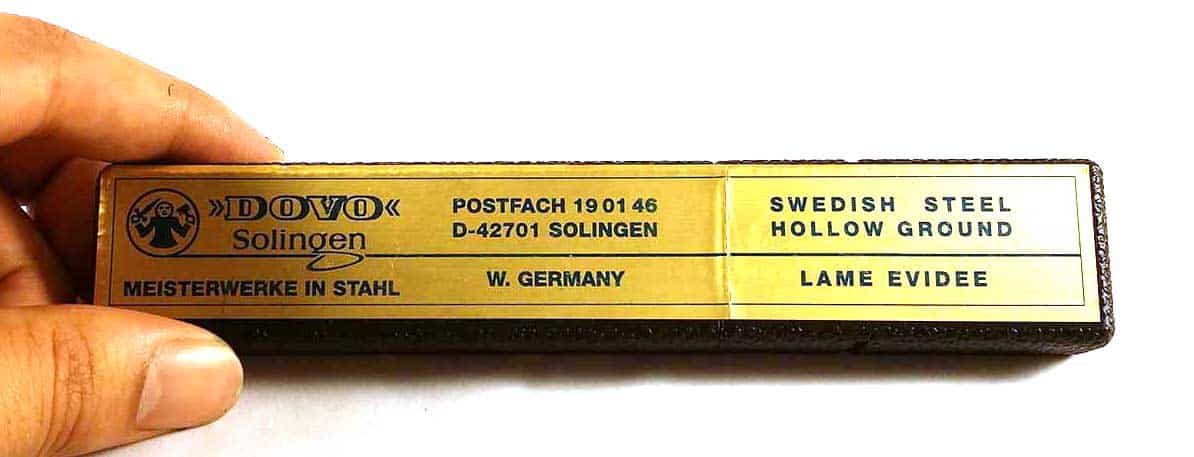 »DOVO«
Solingen
MEISTERWERKE IN STAHL
POSTFACH 19 01 46
D-42701 SOLINGEN
W. GERMANY
SWEDISH STEEL
HOLLOW GROUND
LAME EVIDEE